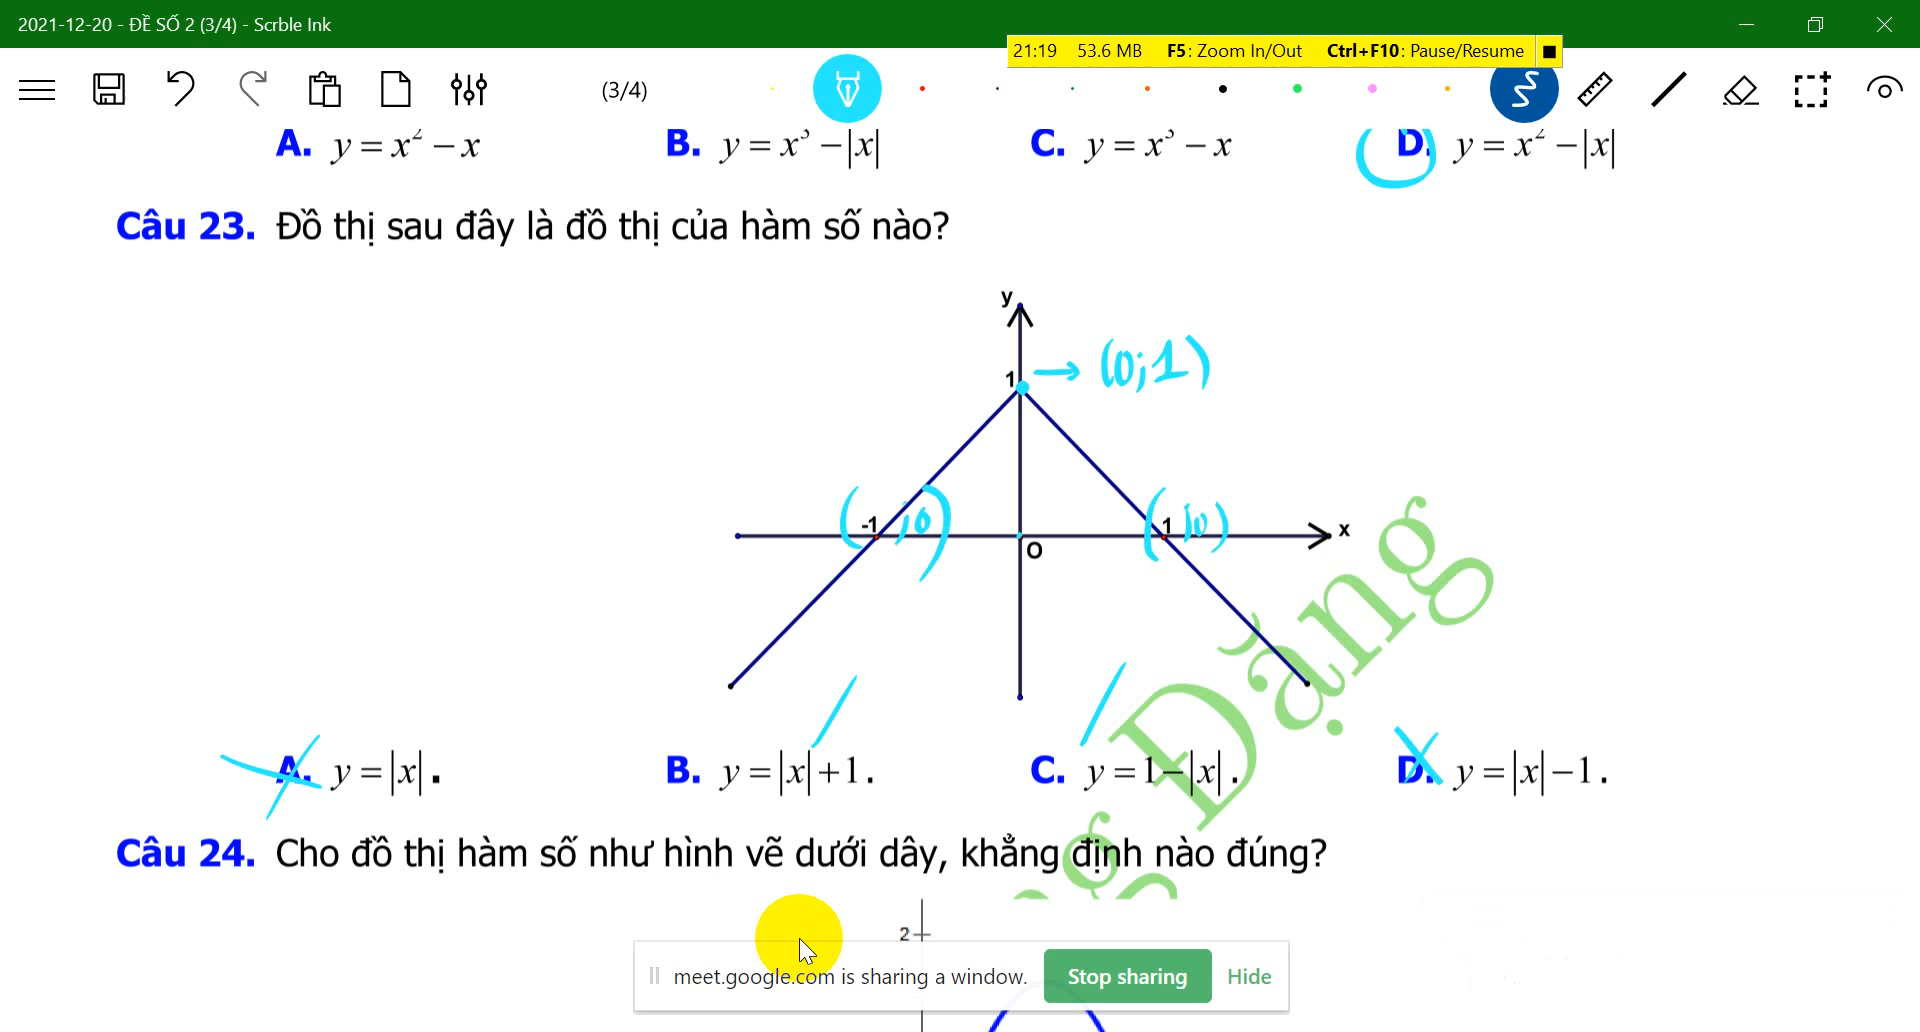 2021-12-20 - ĐỀ SỐ 2 (3/4) - Scrble Ink
21:19 53.6 MB F5: Zoom In/Out Ctrl+F10: Pause/Resume
(3/4)
A. y = x² − x B. y = x³ − |x| C. y = x³ − x D. y = x² − |x|
Câu 23. Đồ thị sau đây là đồ thị của hàm số nào?
y
1 → (0;1)
(-1 ;0) (1 ;0) x
O
Đặng
A. y = |x|. B. y = |x| + 1. C. y = 1 − |x|. D. y = |x| − 1.
Câu 24. Cho đồ thị hàm số như hình vẽ dưới dây, khẳng định nào đúng?
2
meet.google.com is sharing a window. Stop sharing Hide